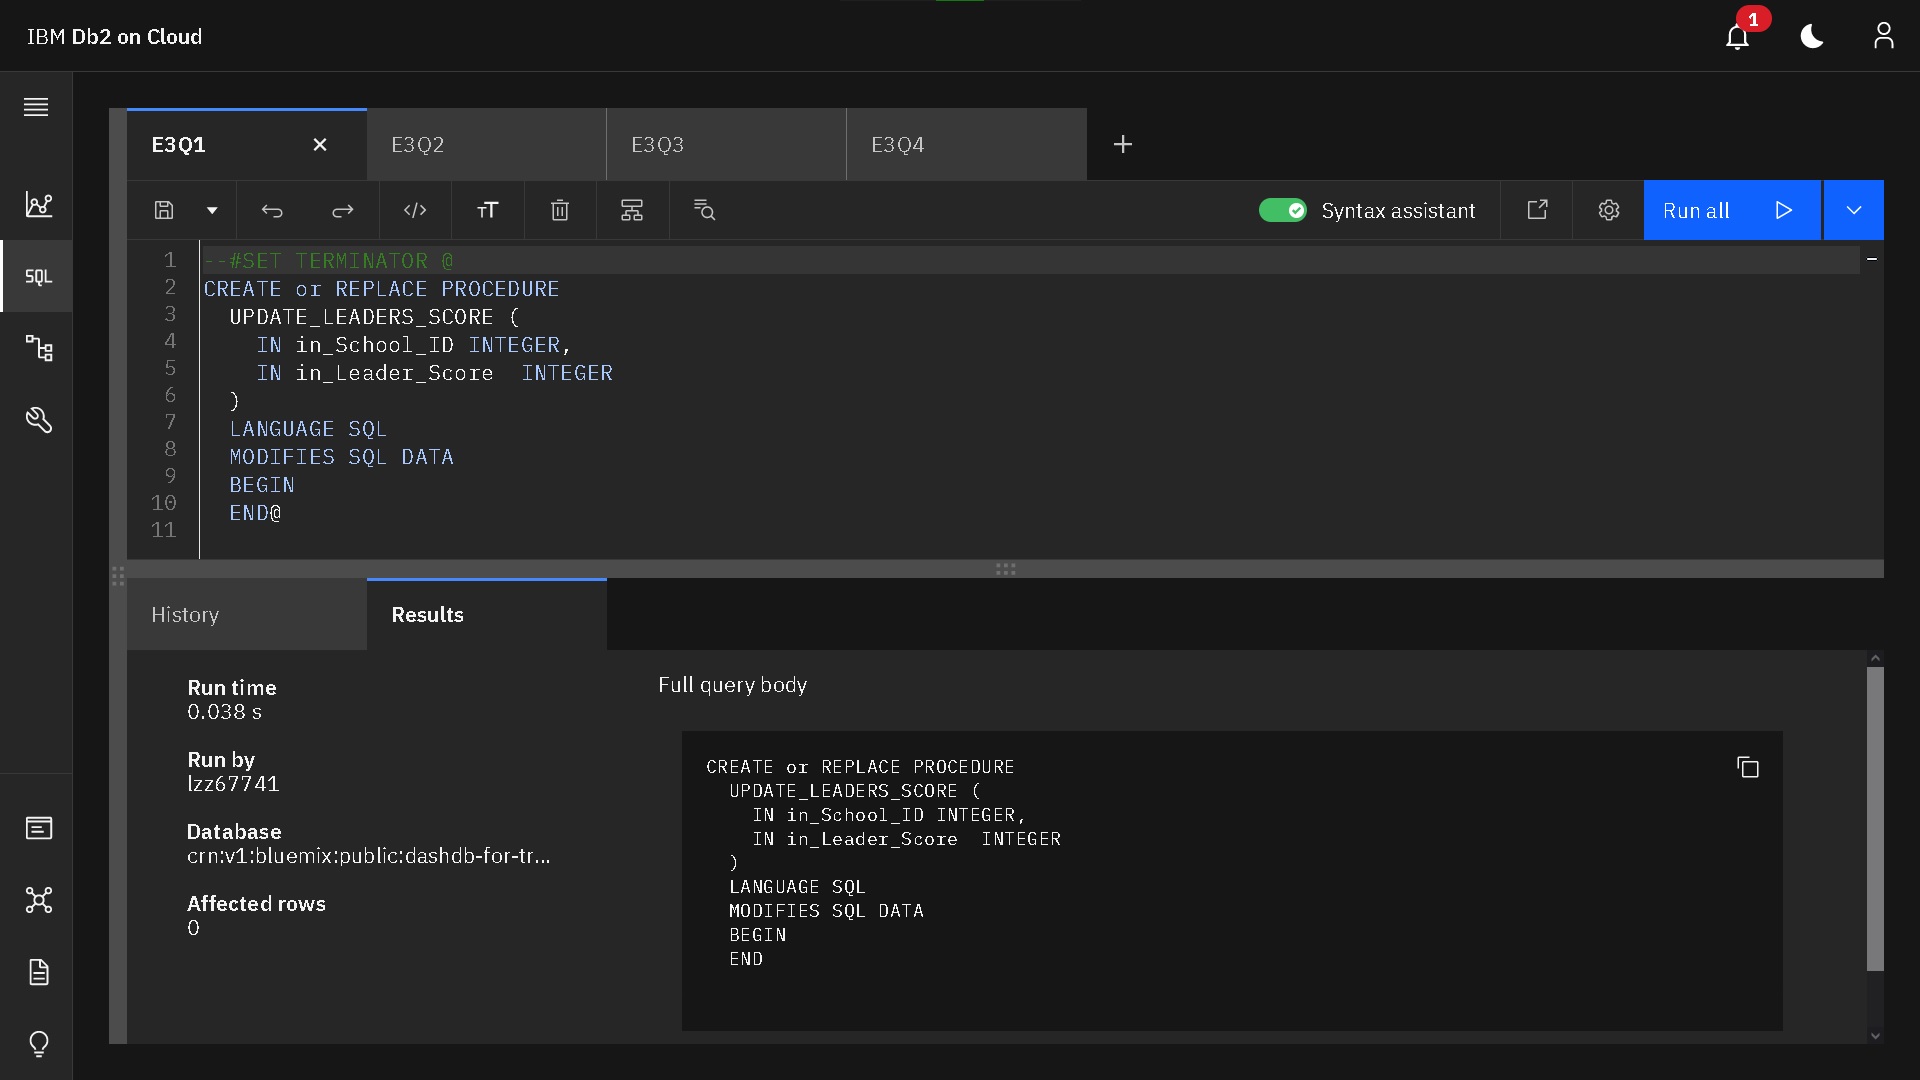 IBM Db2 on Cloud
1
E3Q1
E3Q2
E3Q3
E3Q4
SQL
Syntax assistant
Run all
1 --#SET TERMINATOR @
2 CREATE or REPLACE PROCEDURE
3 UPDATE_LEADERS_SCORE (
4 IN in_School_ID INTEGER,
5 IN in_Leader_Score  INTEGER
6 )
7 LANGUAGE SQL
8 MODIFIES SQL DATA
9 BEGIN
10 END@
11
History
Results
Run time
0.038 s
Run by
lzz67741
Database
crn:v1:bluemix:public:dashdb-for-tr...
Affected rows
0
Full query body
CREATE or REPLACE PROCEDURE
UPDATE_LEADERS_SCORE (
IN in_School_ID INTEGER,
IN in_Leader_Score  INTEGER
)
LANGUAGE SQL
MODIFIES SQL DATA
BEGIN
END